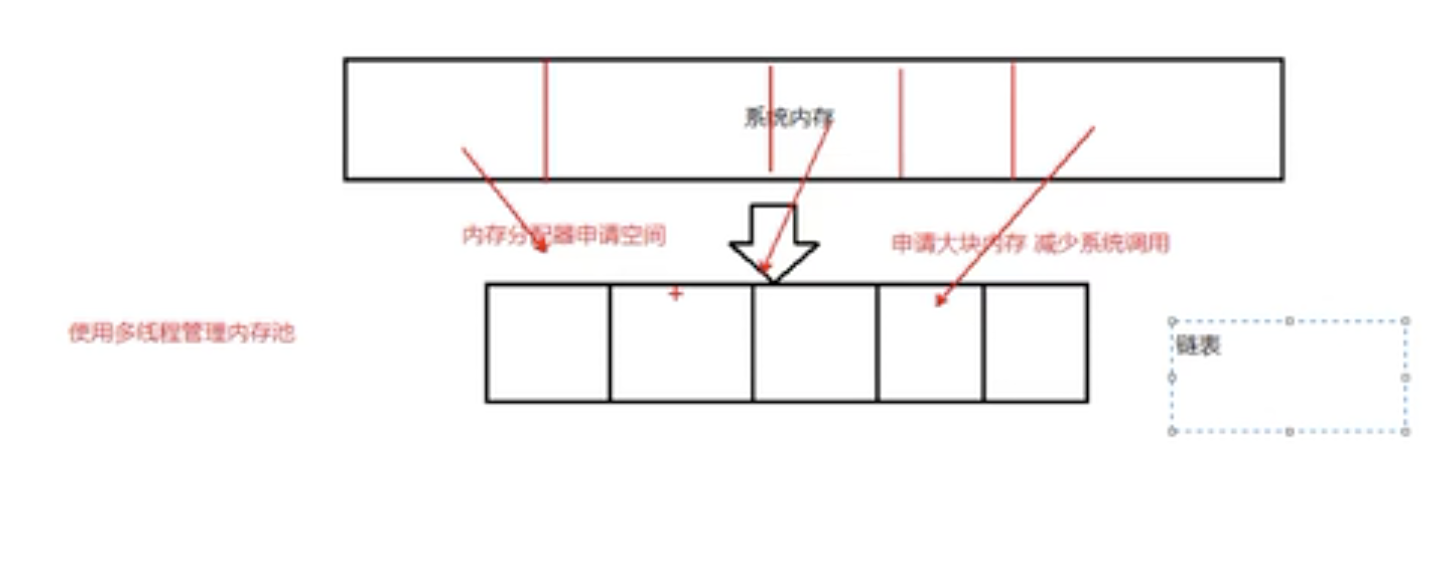 系统内存
内存分配器申请空间
申请大块内存 减少系统调用
使用多线程管理内存池
链表